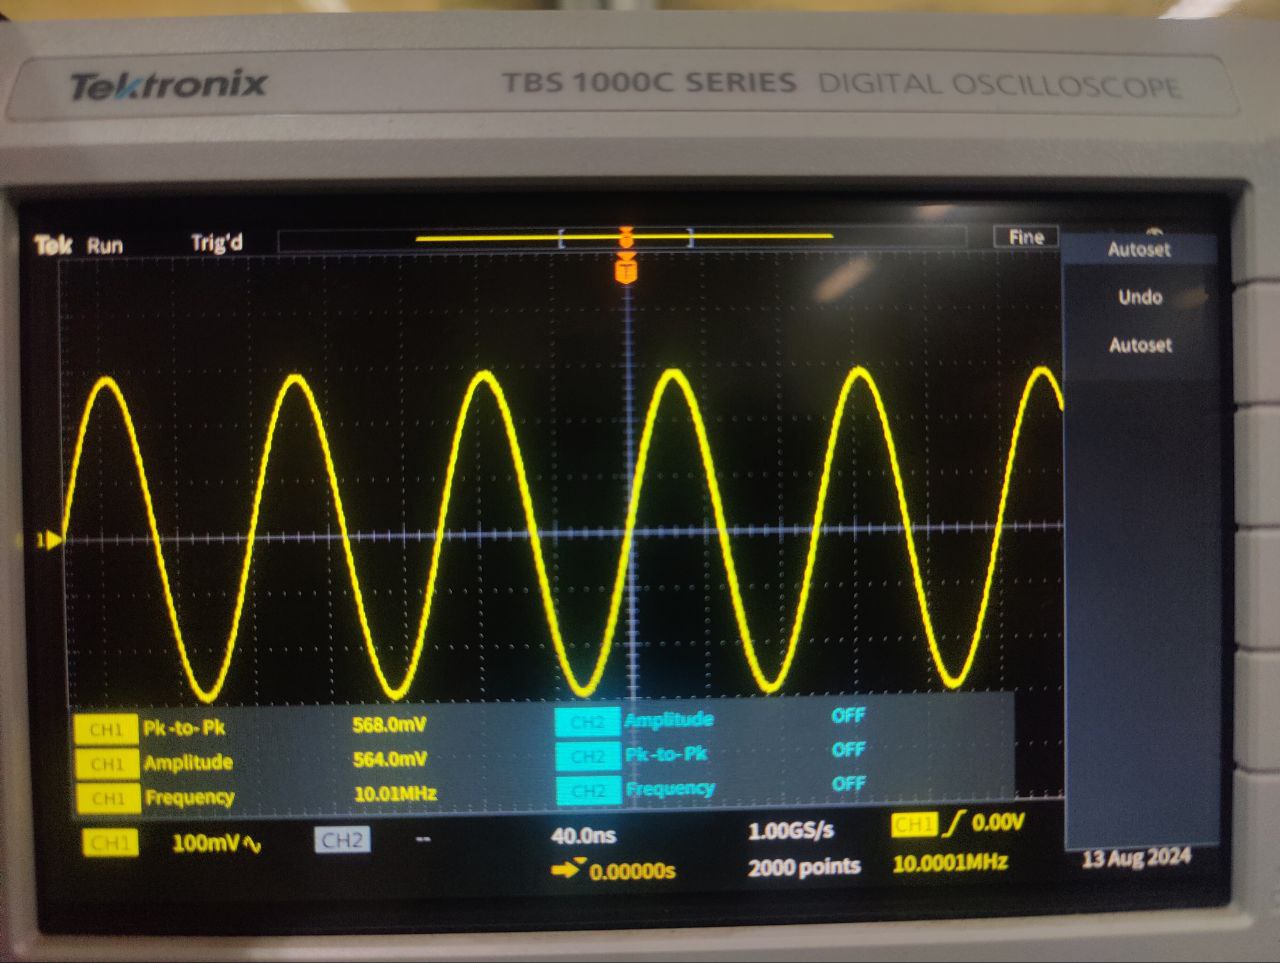 Tektronix TBS 1000C SERIES DIGITAL OSCILLOSCOPE
Tek Run Trig'd Fine
T
Autoset
Undo
Autoset
1
CH1 Pk-to-Pk 568.0mV CH2 Amplitude OFF
CH1 Amplitude 564.0mV CH2 Pk-to-Pk OFF
CH1 Frequency 10.01MHz CH2 Frequency OFF
CH1 100mV CH2 -- 40.0ns 1.00GS/s CH1 0.00V
0.00000s 2000 points 10.0001MHz 13 Aug 2024